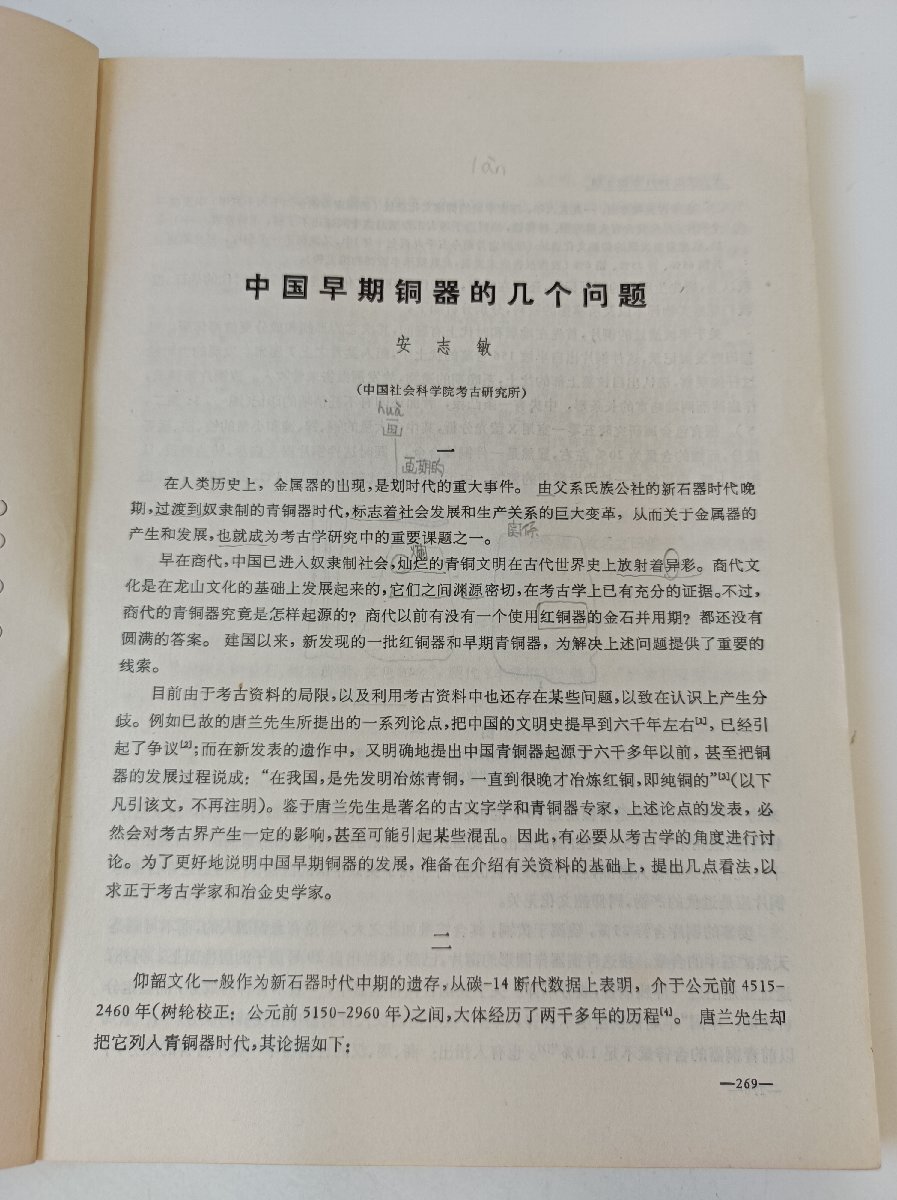 lán
中国早期铜器的几个问题
安志敏
(中国社会科学院考古研究所)
huà
画
画期的
一
在人类历史上，金属器的出现，是划时代的重大事件。由父系氏族公社的新石器时代晚
期，过渡到奴隶制的青铜器时代，标志着社会发展和生产关系的巨大变革，从而关于金属器的
产生和发展，也就成为考古学研究中的重要课题之一。
関係
爛
早在商代，中国已进入奴隶制社会，灿烂的青铜文明在古代世界史上放射着异彩。商代文
化是在龙山文化的基础上发展起来的，它们之间渊源密切，在考古学上已有充分的证据。不过，
商代的青铜器究竟是怎样起源的？商代以前有没有一个使用红铜器的金石并用期？都还没有
圆满的答案。建国以来，新发现的一批红铜器和早期青铜器，为解决上述问题提供了重要的
线索。
目前由于考古资料的局限，以及利用考古资料中也还存在某些问题，以致在认识上产生分
歧。例如已故的唐兰先生所提出的一系列论点，把中国的文明史提早到六千年左右[1]，已经引
起了争议[2]；而在新发表的遗作中，又明确地提出中国青铜器起源于六千多年以前，甚至把铜
器的发展过程说成：“在我国，是先发明冶炼青铜，一直到很晚才冶炼红铜，即纯铜的”[3](以下
凡引该文，不再注明)。鉴于唐兰先生是著名的古文字学和青铜器专家，上述论点的发表，必
然会对考古界产生一定的影响，甚至可能引起某些混乱。因此，有必要从考古学的角度进行讨
论。为了更好地说明中国早期铜器的发展，准备在介绍有关资料的基础上，提出几点看法，以
求正于考古学家和冶金史学家。
二
仰韶文化一般作为新石器时代中期的遗存，从碳-14断代数据上表明，介于公元前4515-
2460年(树轮校正：公元前5150-2960年)之间，大体经历了两千多年的历程[4]。唐兰先生却
把它列入青铜器时代，其论据如下：
—269—